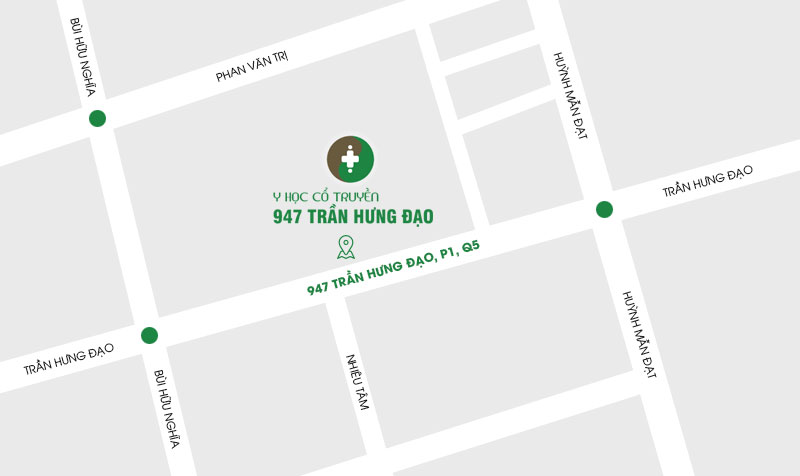 BÙI HỮU NGHĨA
PHAN VĂN TRỊ
HUỲNH MẪN ĐẠT
TRẦN HƯNG ĐẠO
Y HỌC CỔ TRUYỀN
947 TRẦN HƯNG ĐẠO
947 TRẦN HƯNG ĐẠO, P1, Q5
HUỲNH MẪN ĐẠT
TRẦN HƯNG ĐẠO
BÙI HỮU NGHĨA
NHIÊU TÂM